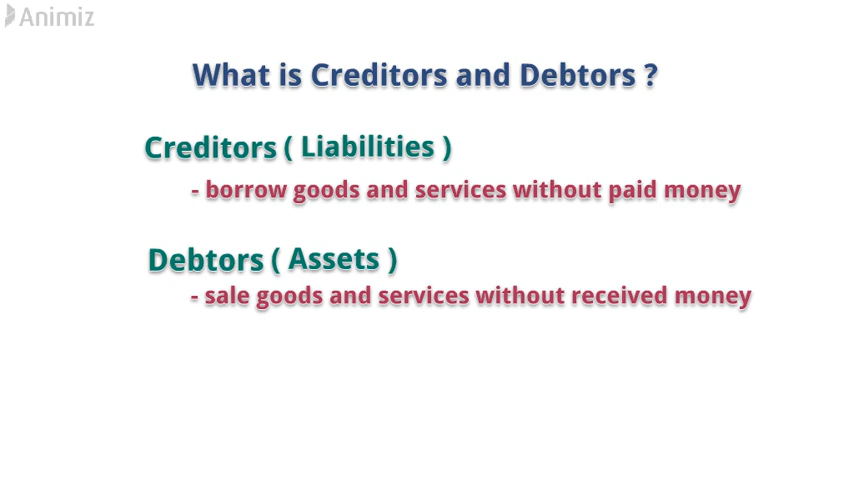 Animiz
What is Creditors and Debtors ?
Creditors ( Liabilities )
- borrow goods and services without paid money
Debtors ( Assets )
- sale goods and services without received money